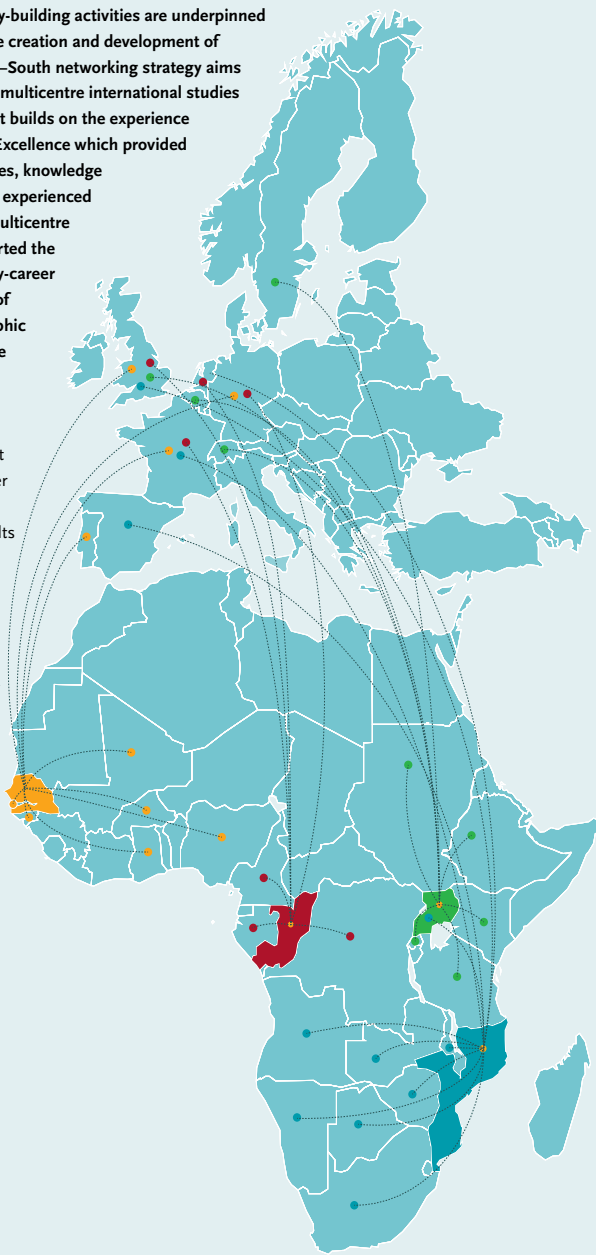 y-building activities are underpinned
e creation and development of
–South networking strategy aims
multicentre international studies
t builds on the experience
Excellence which provided
es, knowledge
experienced
ulticentre
rted the
y-career
of
phic
e
t
er
lts